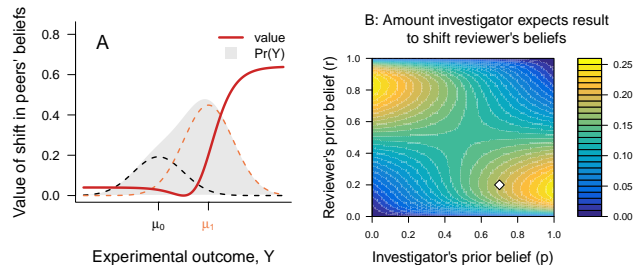 A
value
Pr(Y)
Value of shift in peers' beliefs
0.8
0.6
0.4
0.2
0.0
μ0
μ1
Experimental outcome, Y
B: Amount investigator expects result
to shift reviewer's beliefs
Reviewer's prior belief (r)
1.0
0.8
0.6
0.4
0.2
0.0
0.0 0.2 0.4 0.6 0.8 1.0
Investigator's prior belief (p)
0.25
0.20
0.15
0.10
0.05
0.00